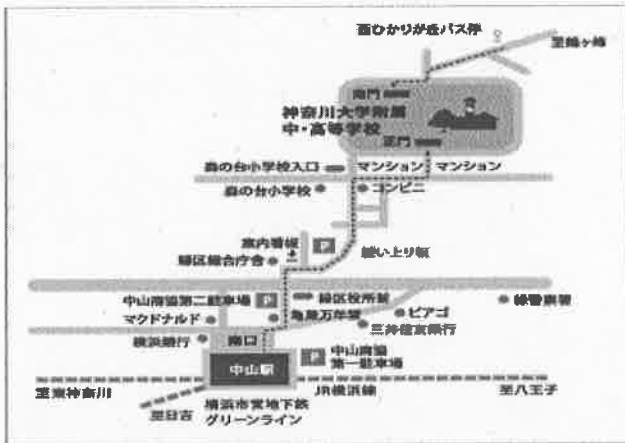 西ひかりが丘バス停
至鶴ヶ峰
南門
神奈川大学附属
中・高等学校
正門
森の台小学校入口
マンション
マンション
森の台小学校
コンビニ
案内看板
P
緩い上り坂
緑区総合庁舎
中山商協第二駐車場
P
緑区役所前
緑警察署
マクドナルド
亀屋万年堂
ピアゴ
三井住友銀行
横浜銀行
南口
中山駅
P
中山商協
第一駐車場
至東神奈川
JR横浜線
至八王子
至日吉
横浜市営地下鉄
グリーンライン